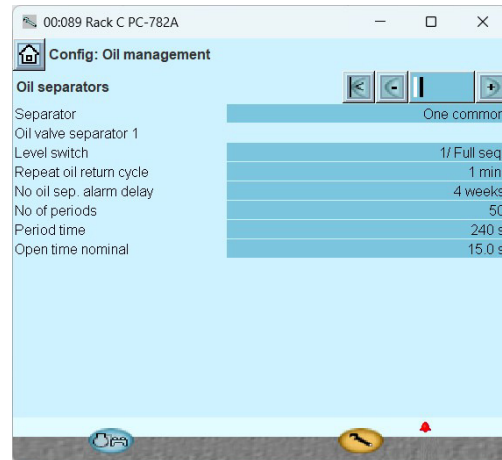 00:089 Rack C PC-782A
Config: Oil management
Oil separators
Separator One common
Oil valve separator 1
Level switch 1/ Full seq
Repeat oil return cycle 1 min
No oil sep. alarm delay 4 weeks
No of periods 50
Period time 240 s
Open time nominal 15.0 s